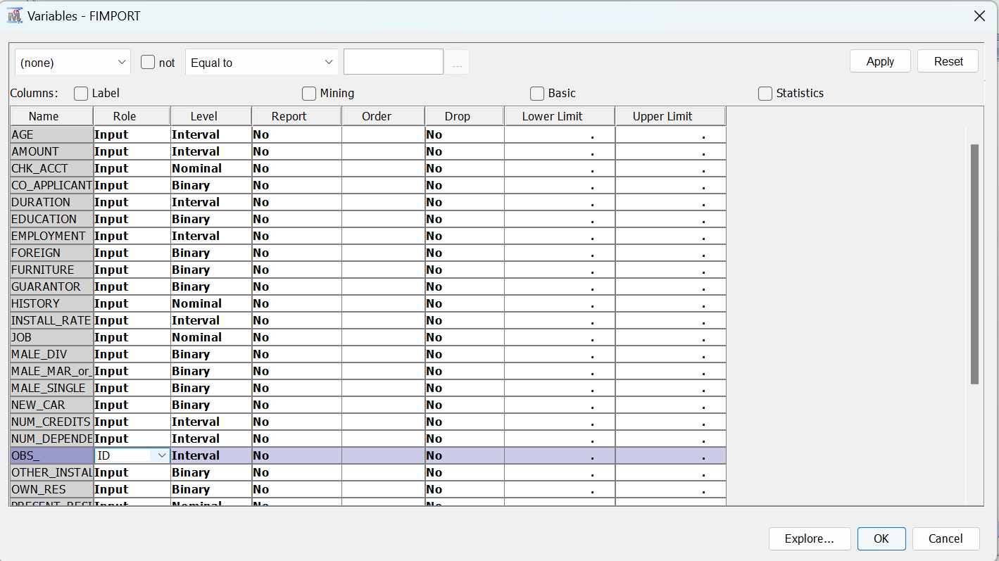 Variables - FIMPORT
(none) not Equal to ... Apply Reset
Columns: Label Mining Basic Statistics
Name Role Level Report Order Drop Lower Limit Upper Limit
AGE Input Interval No No . .
AMOUNT Input Interval No No . .
CHK_ACCT Input Nominal No No . .
CO_APPLICANT Input Binary No No . .
DURATION Input Interval No No . .
EDUCATION Input Binary No No . .
EMPLOYMENT Input Interval No No . .
FOREIGN Input Binary No No . .
FURNITURE Input Binary No No . .
GUARANTOR Input Binary No No . .
HISTORY Input Nominal No No . .
INSTALL_RATE Input Interval No No . .
JOB Input Nominal No No . .
MALE_DIV Input Binary No No . .
MALE_MAR_or_ Input Binary No No . .
MALE_SINGLE Input Binary No No . .
NEW_CAR Input Binary No No . .
NUM_CREDITS Input Interval No No . .
NUM_DEPENDE Input Interval No No . .
OBS_ ID Interval No No . .
OTHER_INSTAL Input Binary No No . .
OWN_RES Input Binary No No . .
PRESENT_RESI Input Nominal No No
Explore... OK Cancel